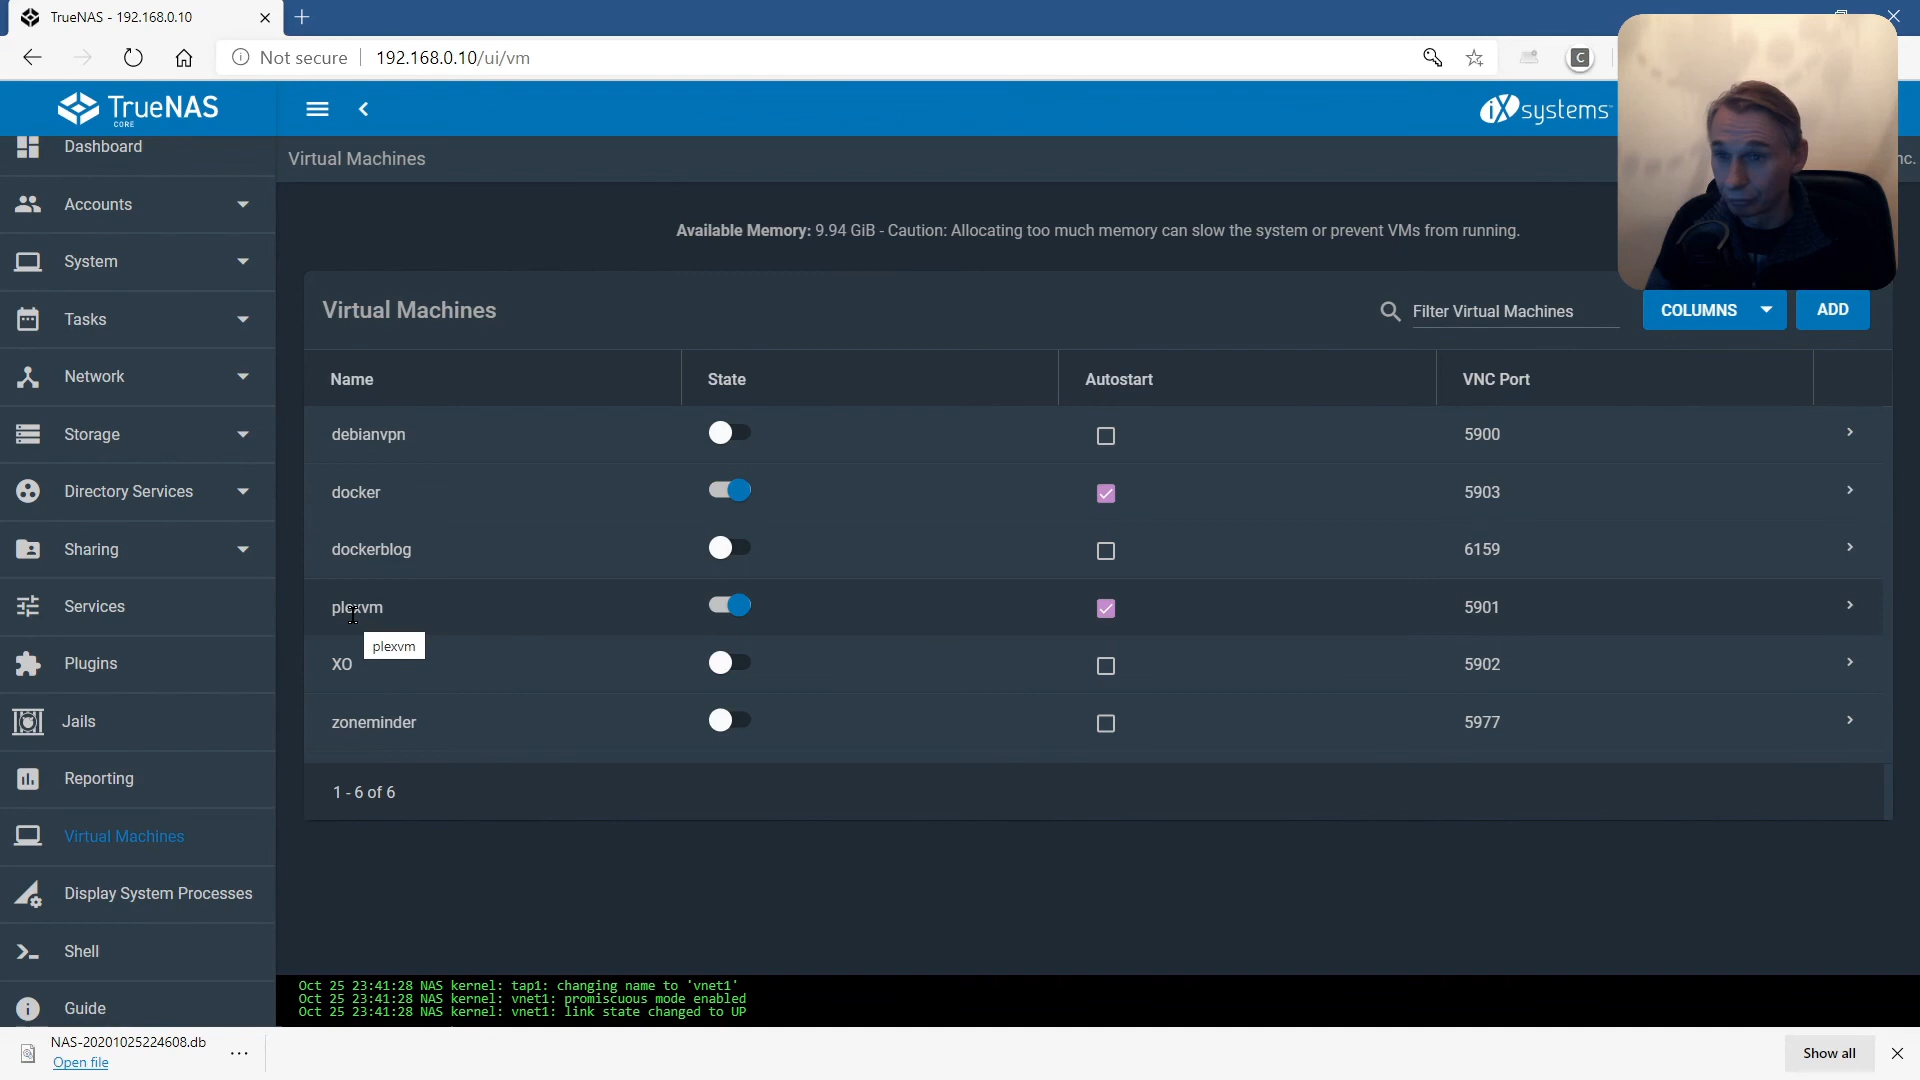 TrueNAS - 192.168.0.10
Not secure
192.168.0.10/ui/vm
C
TrueNAS
CORE
iXsystems
Dashboard
Virtual Machines
nc.
Accounts
System
Tasks
Network
Storage
Directory Services
Sharing
Services
Plugins
Jails
Reporting
Virtual Machines
Display System Processes
Shell
Guide
Available Memory: 9.94 GiB - Caution: Allocating too much memory can slow the system or prevent VMs from running.
Virtual Machines
Filter Virtual Machines
COLUMNS
ADD
Name State Autostart VNC Port
debianvpn 5900
docker 5903
dockerblog 6159
plexvm 5901
plexvm
XO 5902
zoneminder 5977
1 - 6 of 6
Oct 25 23:41:28 NAS kernel: tap1: changing name to 'vnet1'
Oct 25 23:41:28 NAS kernel: vnet1: promiscuous mode enabled
Oct 25 23:41:28 NAS kernel: vnet1: link state changed to UP
NAS-20201025224608.db
Open file
Show all